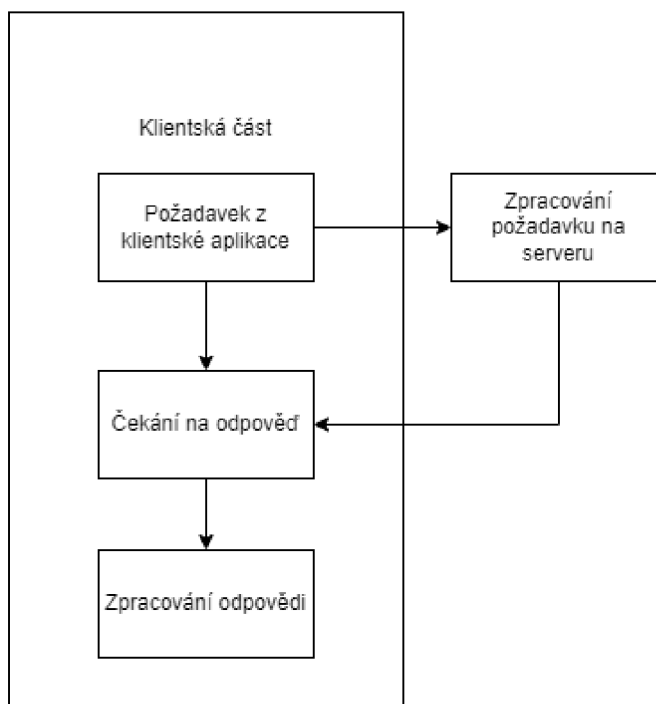 Klientská část
Požadavek z
klientské aplikace
Zpracování
požadavku na
serveru
Čekání na odpověď
Zpracování odpovědi